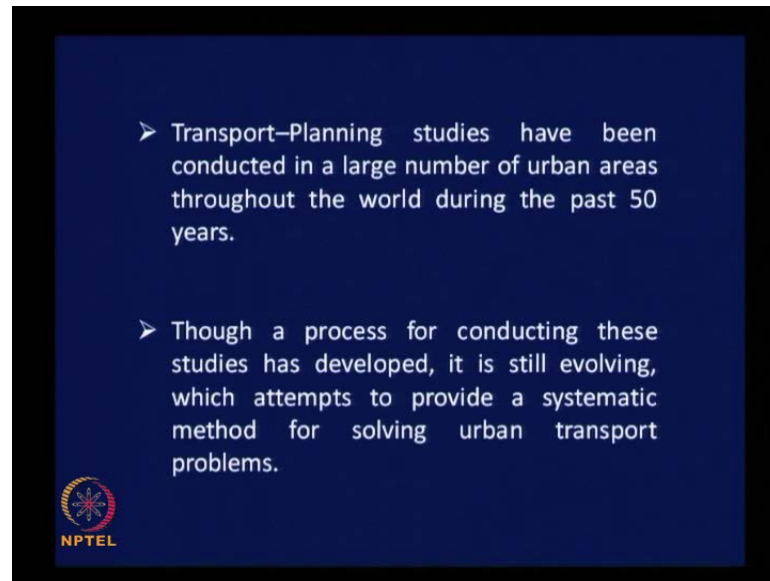 ➢ Transport–Planning studies have been
conducted in a large number of urban areas
throughout the world during the past 50
years.
➢ Though a process for conducting these
studies has developed, it is still evolving,
which attempts to provide a systematic
method for solving urban transport
problems.
NPTEL